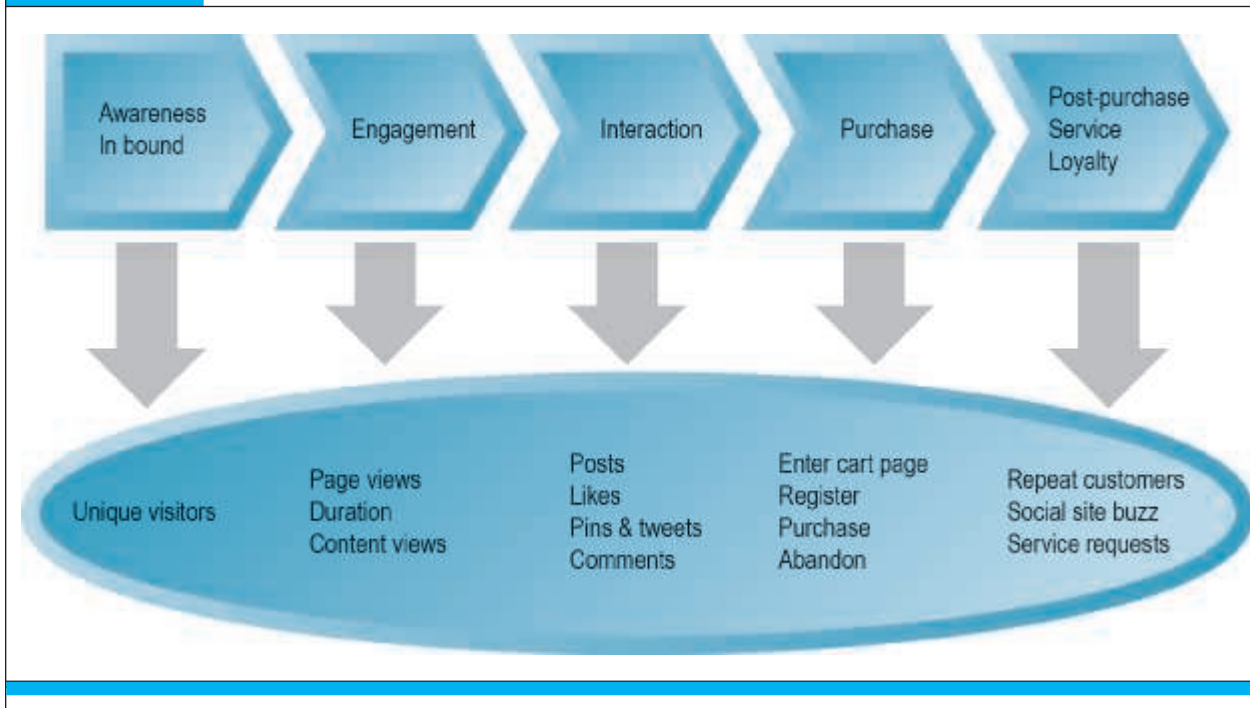 Awareness
In bound
Engagement
Interaction
Purchase
Post-purchase
Service
Loyalty
Unique visitors
Page views
Duration
Content views
Posts
Likes
Pins & tweets
Comments
Enter cart page
Register
Purchase
Abandon
Repeat customers
Social site buzz
Service requests